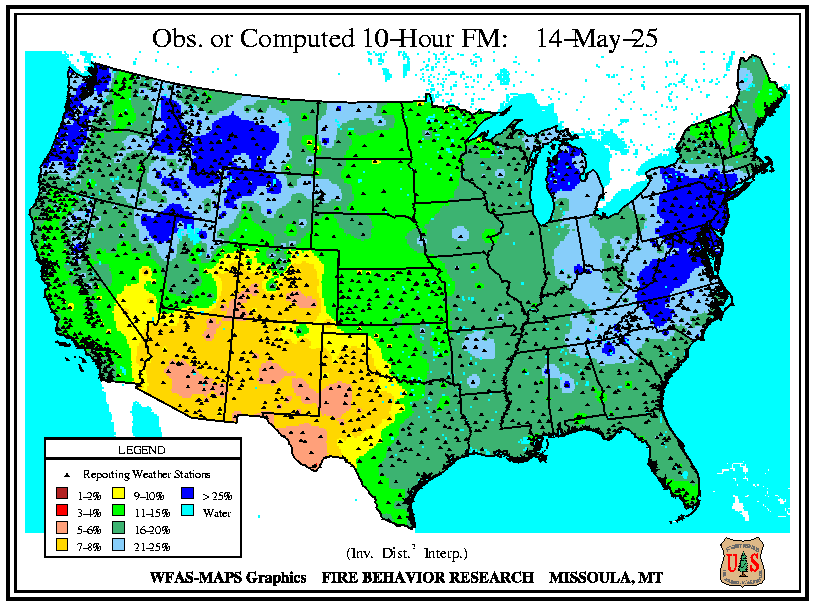 Obs. or Computed 10-Hour FM: 14-May-25
LEGEND
Reporting Weather Stations
1-2%
3-4%
5-6%
7-8%
9-10%
11-15%
16-20%
21-25%
> 25%
Water
(Inv. Dist.² Interp.)
WFAS-MAPS Graphics FIRE BEHAVIOR RESEARCH MISSOULA, MT
U S